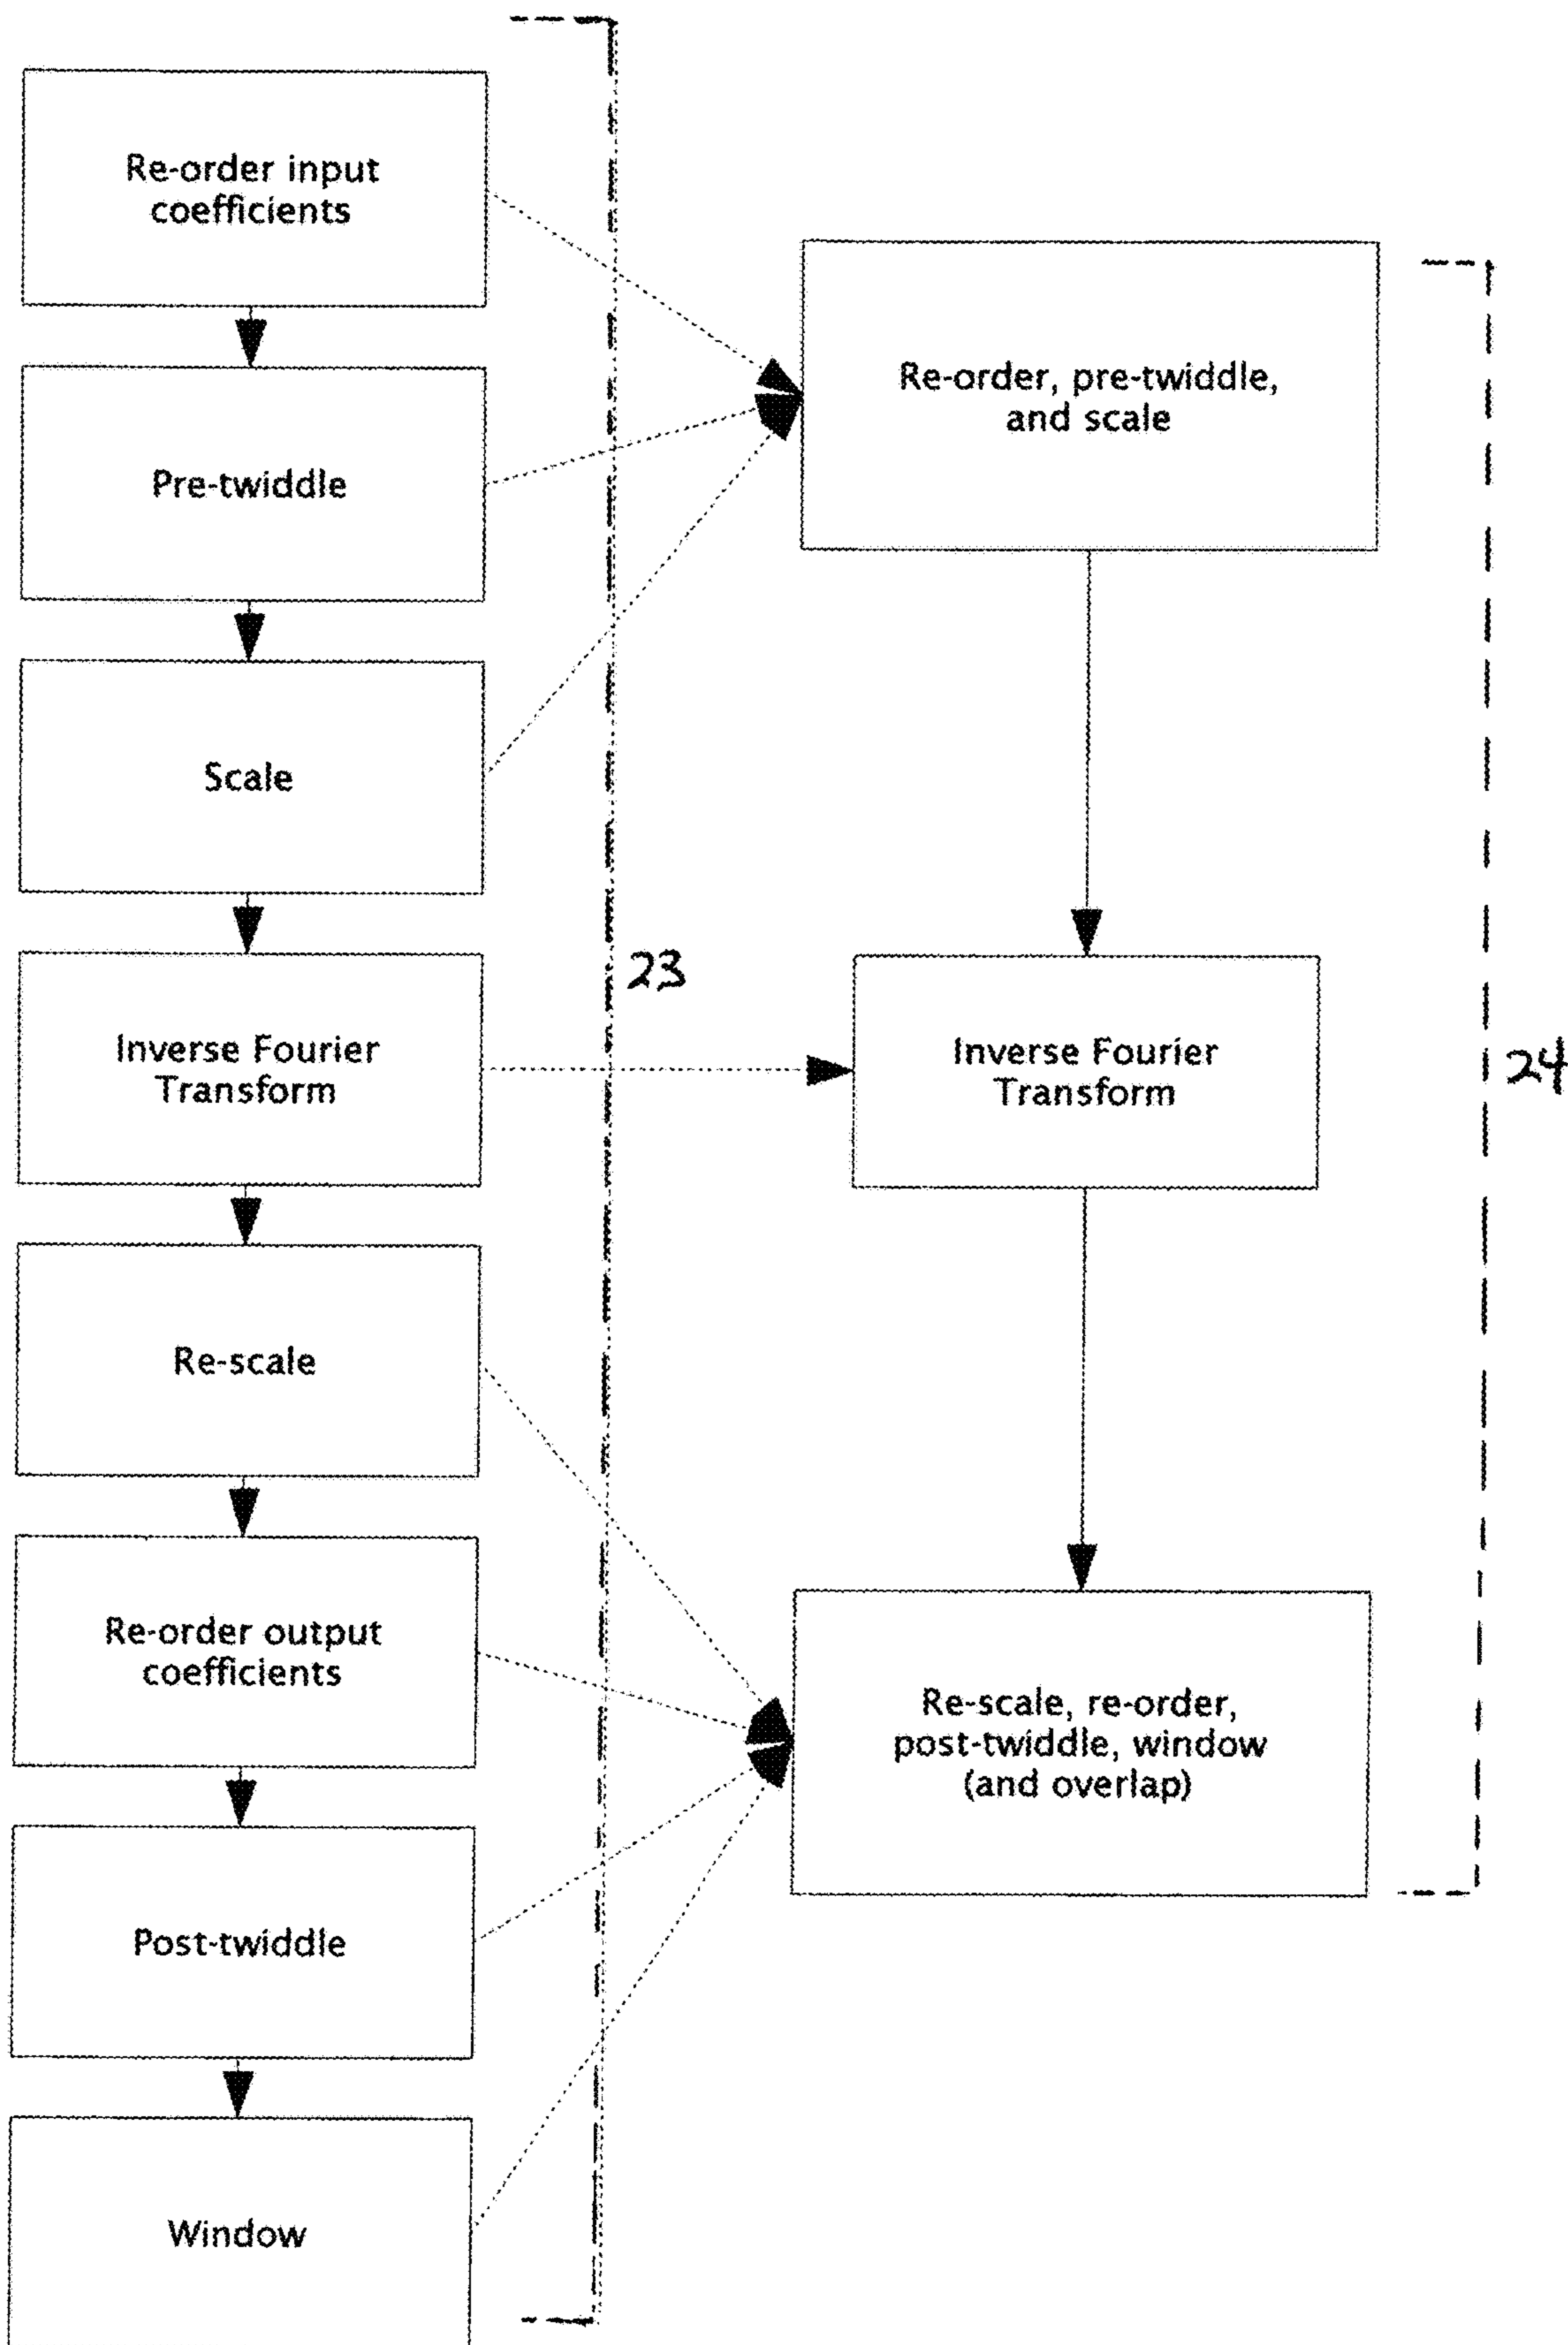 Re-order input
coefficients
Pre-twiddle
Scale
Inverse Fourier
Transform
Re-scale
Re-order output
coefficients
Post-twiddle
Window
23
Re-order, pre-twiddle,
and scale
Inverse Fourier
Transform
Re-scale, re-order,
post-twiddle, window
(and overlap)
24